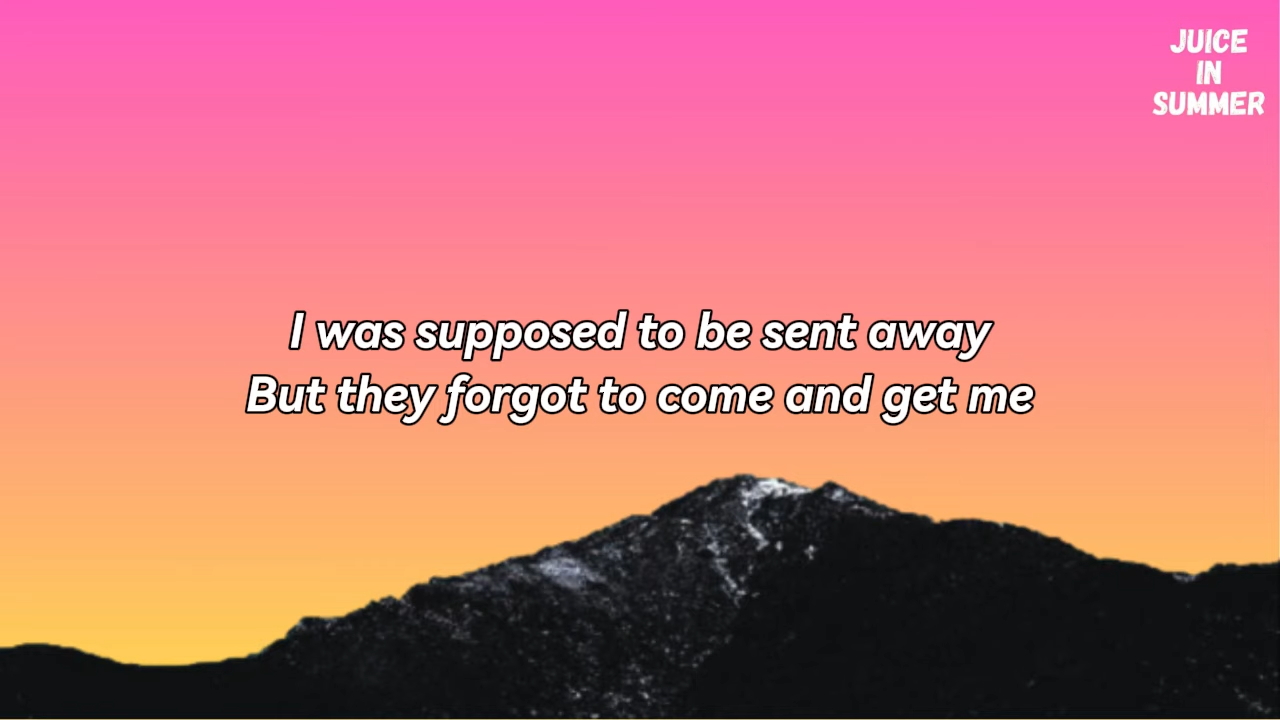 JUICE
IN
SUMMER
I was supposed to be sent away
But they forgot to come and get me